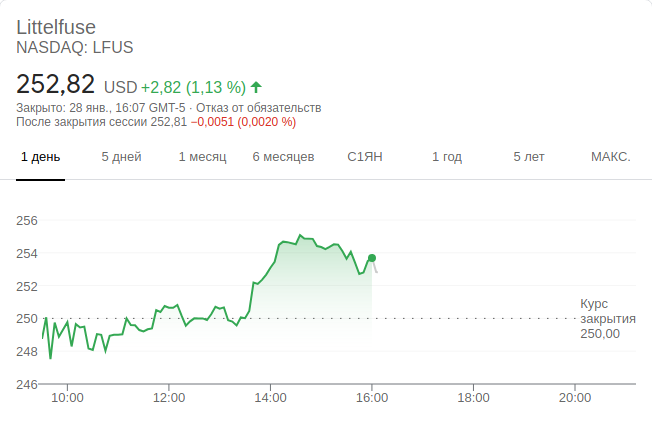 Littelfuse
NASDAQ: LFUS
252,82 USD +2,82 (1,13 %)
Закрыто: 28 янв., 16:07 GMT-5 · Отказ от обязательств
После закрытия сессии 252,81 −0,0051 (0,0020 %)
1 день 5 дней 1 месяц 6 месяцев С1ЯН 1 год 5 лет МАКС.
256
254
252
250
248
246
Курс
закрытия
250,00
10:00 12:00 14:00 16:00 18:00 20:00